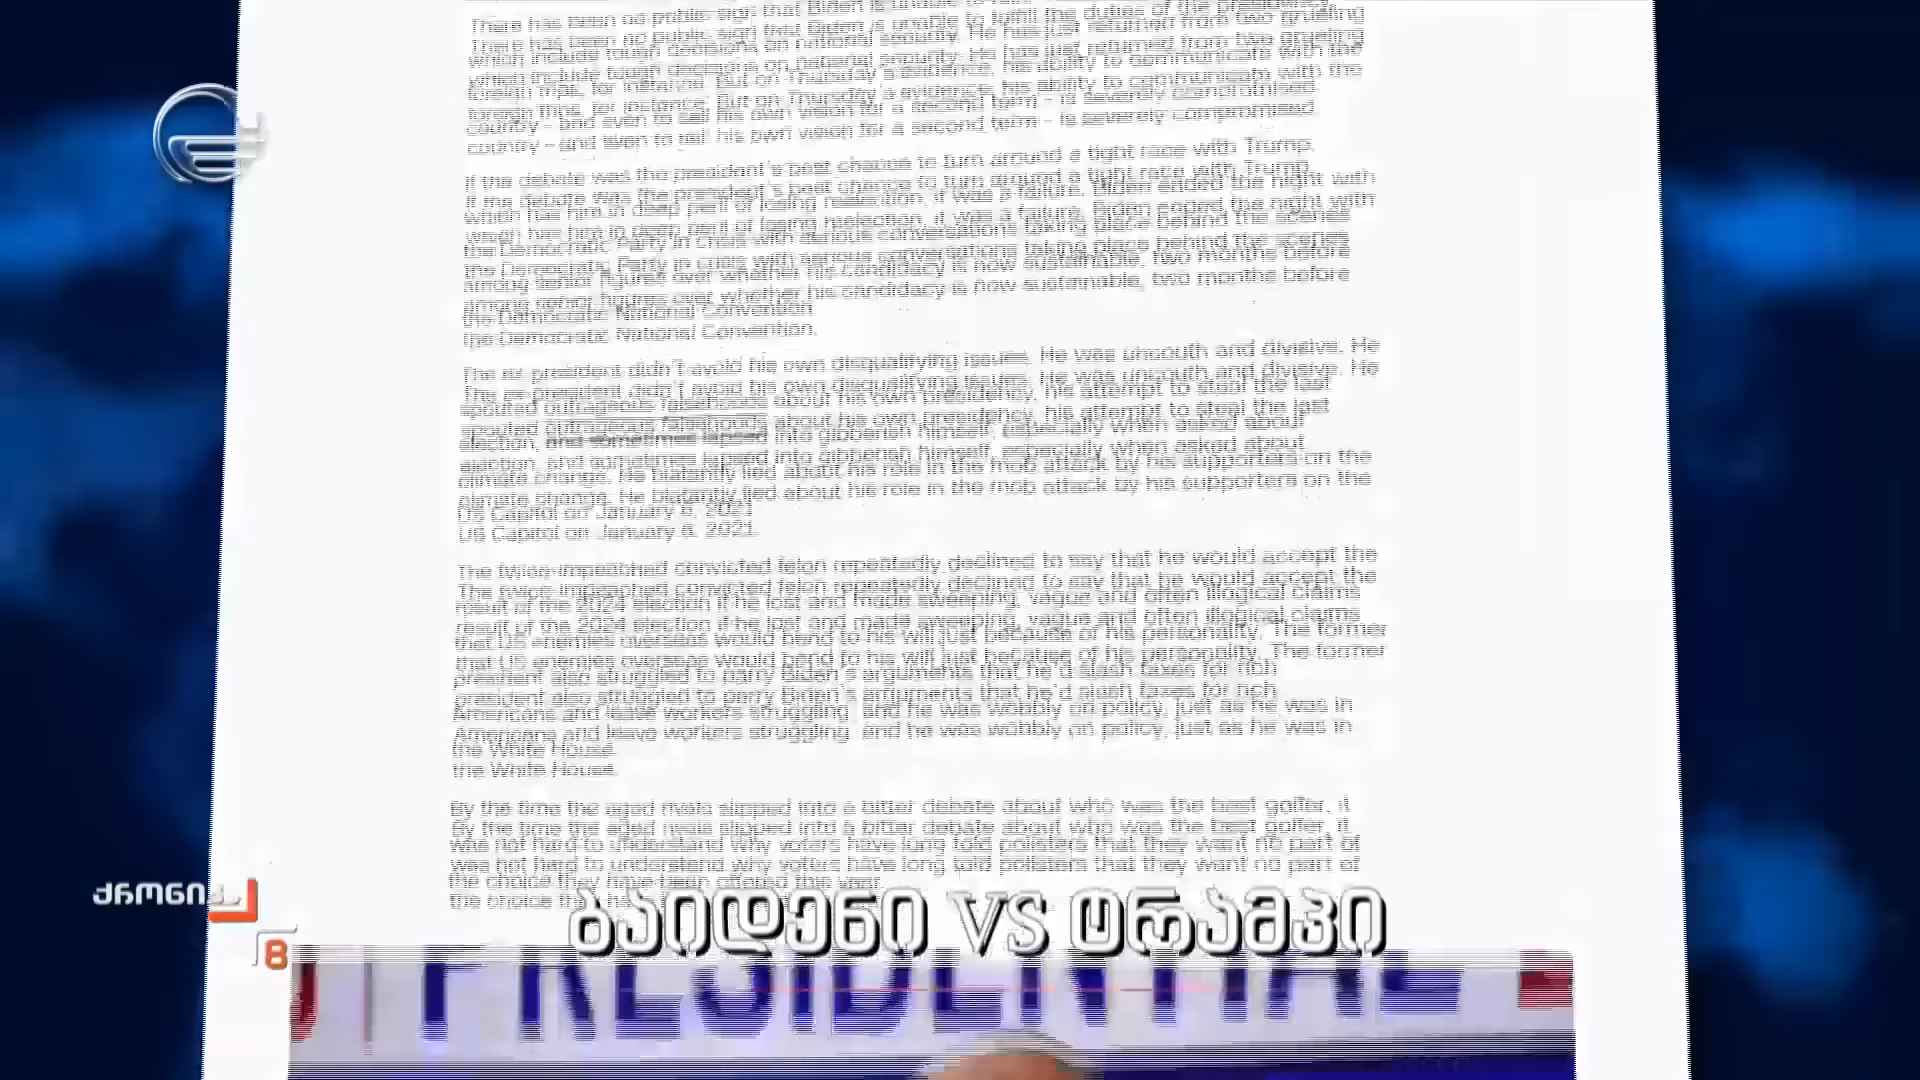 There has been no public sign that Biden is unable to fulfill the duties of the presidency,
which include tough decisions on national security. He has just returned from two grueling
foreign trips, for instance. But on Thursday's evidence, his ability to communicate with the
country – and even to sell his own vision for a second term – is severely compromised
If the debate was the president's best chance to turn around a tight race with Trump,
which has him in deep peril of losing reelection, it was a failure. Biden ended the night with
the Democratic Party in crisis with serious conversations taking place behind the scenes
among senior figures over whether his candidacy is now sustainable, two months before
the Democratic National Convention.
The ex-president didn't avoid his own disqualifying issues. He was uncouth and divisive. He
spouted outrageous falsehoods about his own presidency, his attempt to steal the last
election, and sometimes lapsed into gibberish himself, especially when asked about
climate change. He blatantly lied about his role in the mob attack by his supporters on the
US Capitol on January 6, 2021.
The twice-impeached convicted felon repeatedly declined to say that he would accept the
result of the 2024 election if he lost and made sweeping, vague and often illogical claims
that US enemies overseas would bend to his will just because of his personality. The former
president also struggled to parry Biden's arguments that he'd slash taxes for rich
Americans and leave workers struggling and he was wobbly on policy, just as he was in
the White House.
By the time the aged rivals slipped into a bitter debate about who was the best golfer, it
was not hard to understand why voters have long told pollsters that they want no part of
the choice they have been offered this year.
ქრონიკა
8
ბაიდენი VS ტრამპი
PRESIDENTIAL